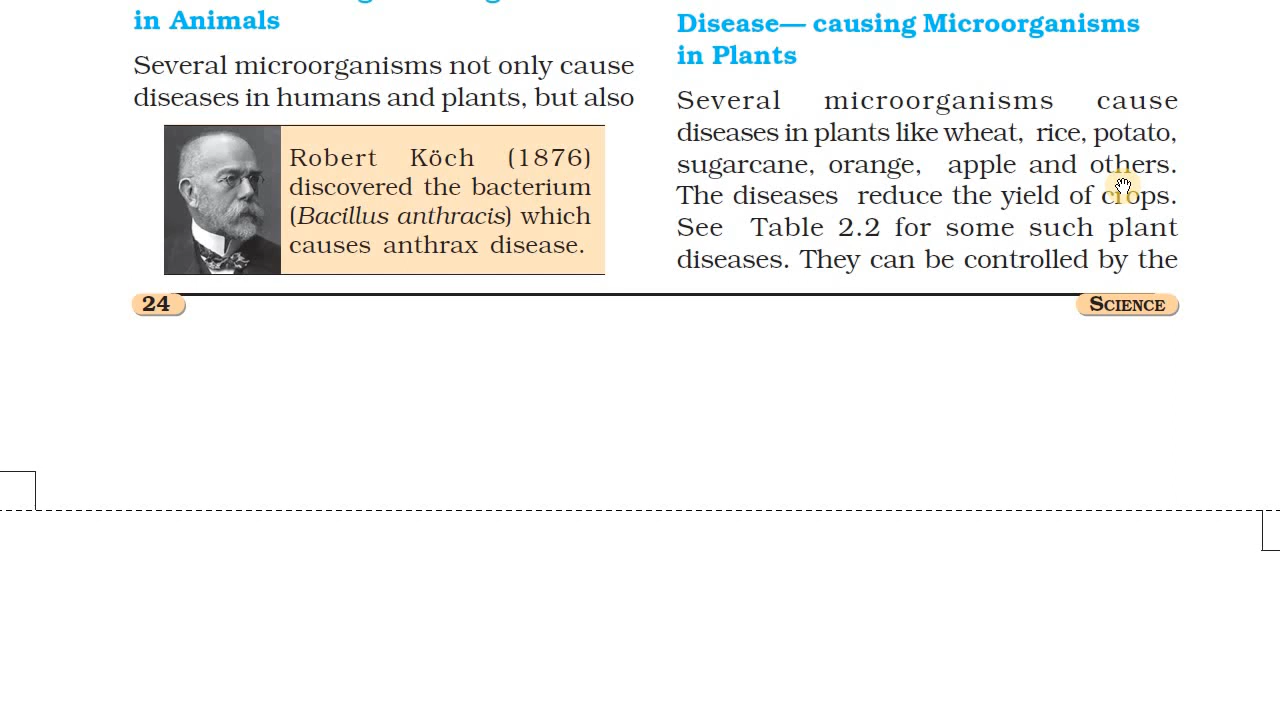 in Animals
Several microorganisms not only cause
diseases in humans and plants, but also
Robert Köch (1876)
discovered the bacterium
(Bacillus anthracis) which
causes anthrax disease.
Disease— causing Microorganisms
in Plants
Several microorganisms cause
diseases in plants like wheat, rice, potato,
sugarcane, orange, apple and others.
The diseases reduce the yield of crops.
See Table 2.2 for some such plant
diseases. They can be controlled by the
24
SCIENCE